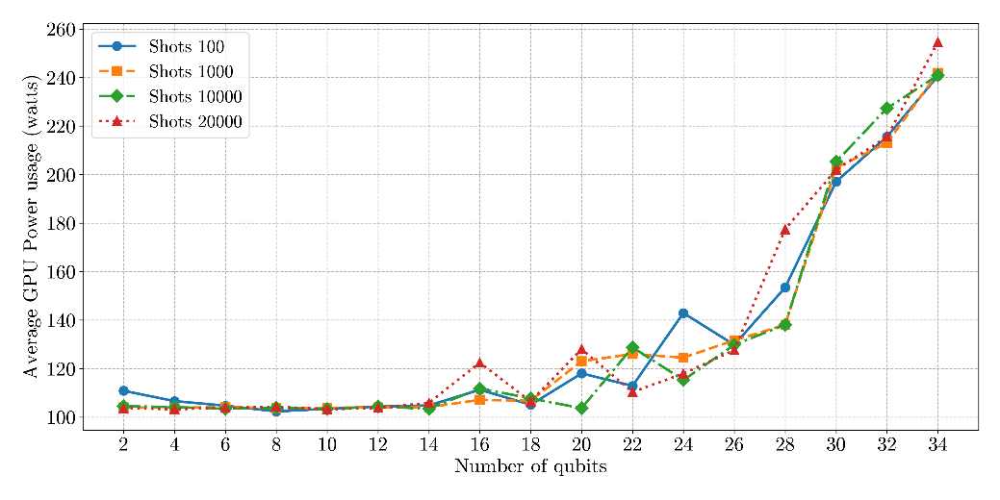 260
240
220
200
180
160
140
120
100
Average GPU Power usage (watts)
Shots 100
Shots 1000
Shots 10000
Shots 20000
2 4 6 8 10 12 14 16 18 20 22 24 26 28 30 32 34
Number of qubits